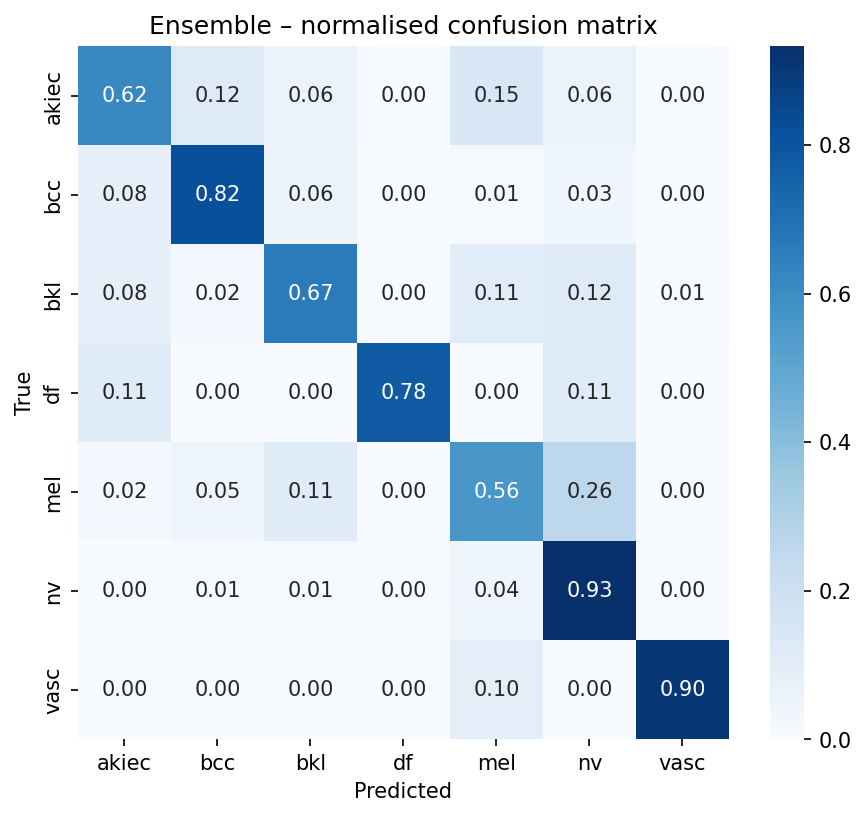 Ensemble – normalised confusion matrix
akiec 0.62 0.12 0.06 0.00 0.15 0.06 0.00
bcc 0.08 0.82 0.06 0.00 0.01 0.03 0.00
bkl 0.08 0.02 0.67 0.00 0.11 0.12 0.01
df 0.11 0.00 0.00 0.78 0.00 0.11 0.00
mel 0.02 0.05 0.11 0.00 0.56 0.26 0.00
nv 0.00 0.01 0.01 0.00 0.04 0.93 0.00
vasc 0.00 0.00 0.00 0.00 0.10 0.00 0.90
akiec bcc bkl df mel nv vasc
Predicted
True
0.8
0.6
0.4
0.2
0.0